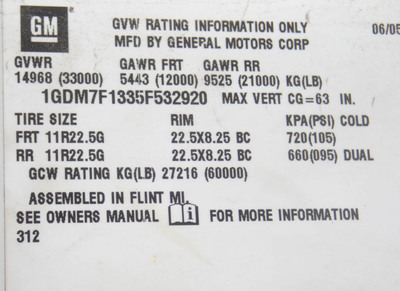 GM
GVW RATING INFORMATION ONLY 06/05
MFD BY GENERAL MOTORS CORP
GVWR GAWR FRT GAWR RR
14968 (33000) 5443 (12000) 9525 (21000) KG(LB)
1GDM7F1335F532920 MAX VERT CG=63 IN.
TIRE SIZE RIM KPA(PSI) COLD
FRT 11R22.5G 22.5X8.25 BC 720(105)
RR 11R22.5G 22.5X8.25 BC 660(095) DUAL
GCW RATING KG(LB) 27216 (60000)
ASSEMBLED IN FLINT MI.
SEE OWNERS MANUAL i FOR MORE INFORMATION
312